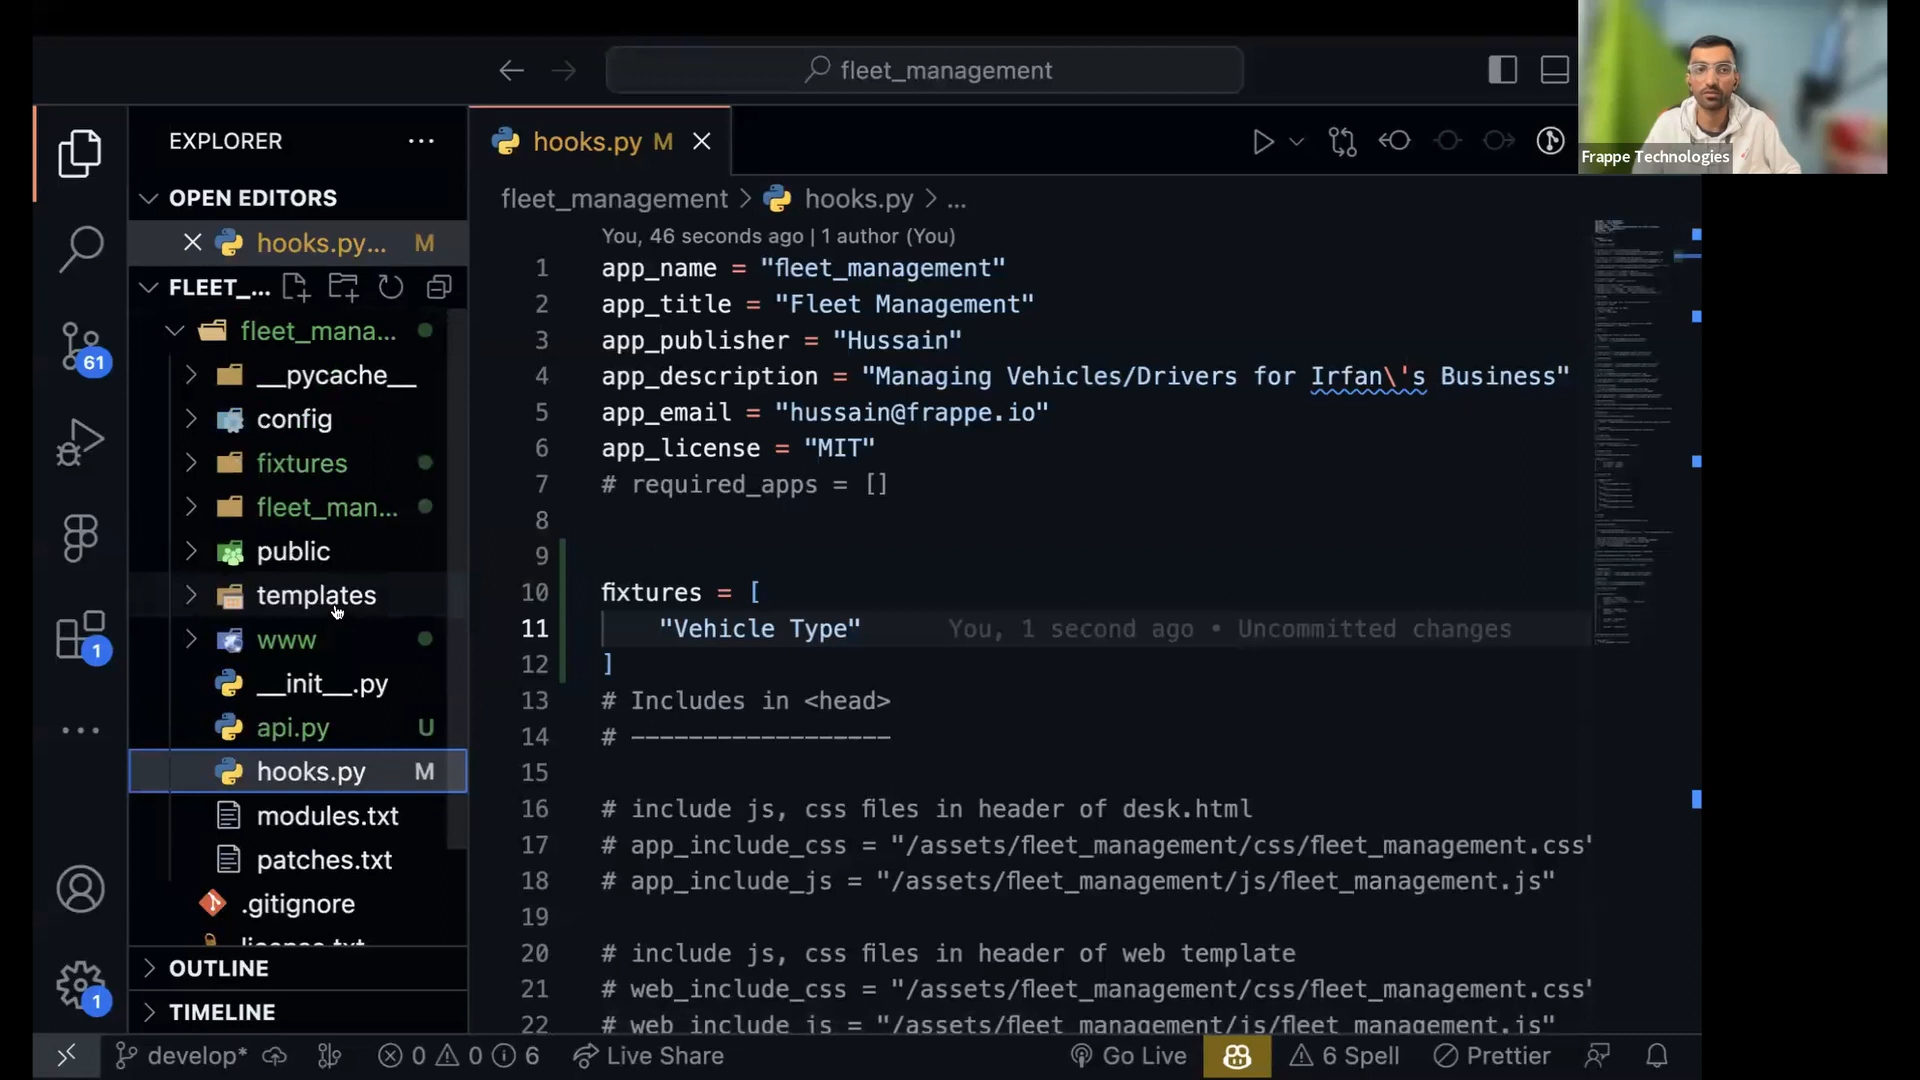 fleet_management
Frappe Technologies
EXPLORER
OPEN EDITORS
hooks.py... M
FLEET_...
fleet_mana...
__pycache__
config
fixtures
fleet_man...
public
templates
www
__init__.py
api.py U
hooks.py M
modules.txt
patches.txt
.gitignore
license.txt
OUTLINE
TIMELINE
61
1
1
hooks.py M
fleet_management > hooks.py > ...
You, 46 seconds ago | 1 author (You)
1 app_name = "fleet_management"
2 app_title = "Fleet Management"
3 app_publisher = "Hussain"
4 app_description = "Managing Vehicles/Drivers for Irfan\'s Business"
5 app_email = "hussain@frappe.io"
6 app_license = "MIT"
7 # required_apps = []
8
9
10 fixtures = [
11 "Vehicle Type" You, 1 second ago • Uncommitted changes
12 ]
13 # Includes in <head>
14 # ------------------
15
16 # include js, css files in header of desk.html
17 # app_include_css = "/assets/fleet_management/css/fleet_management.css"
18 # app_include_js = "/assets/fleet_management/js/fleet_management.js"
19
20 # include js, css files in header of web template
21 # web_include_css = "/assets/fleet_management/css/fleet_management.css"
22 # web_include_js = "/assets/fleet_management/js/fleet_management.js"
develop* 0 0 6 Live Share Go Live 6 Spell Prettier